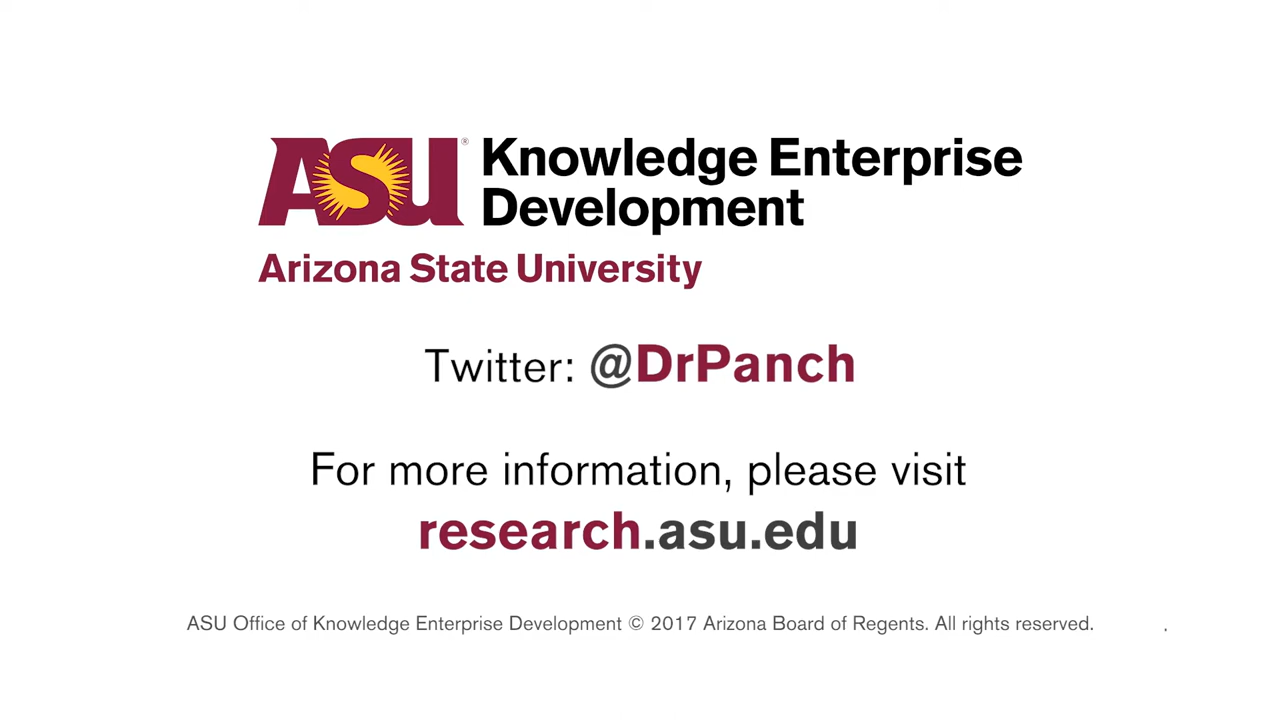 ASU® Knowledge Enterprise
Development
Arizona State University
Twitter: @DrPanch
For more information, please visit
research.asu.edu
ASU Office of Knowledge Enterprise Development © 2017 Arizona Board of Regents. All rights reserved. .